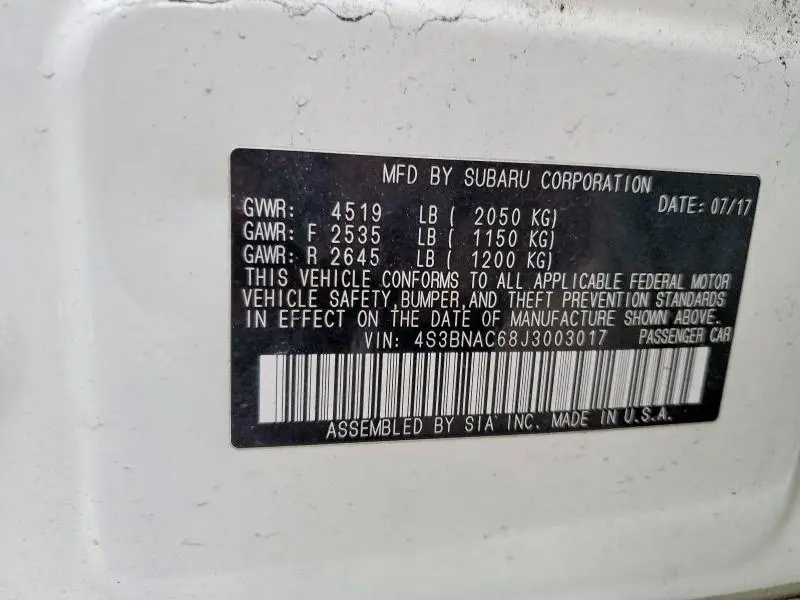 MFD BY SUBARU CORPORATION
DATE: 07/17
GVWR: 4519 LB ( 2050 KG)
GAWR: F 2535 LB ( 1150 KG)
GAWR: R 2645 LB ( 1200 KG)
THIS VEHICLE CONFORMS TO ALL APPLICABLE FEDERAL MOTOR
VEHICLE SAFETY,BUMPER,AND THEFT PREVENTION STANDARDS
IN EFFECT ON THE DATE OF MANUFACTURE SHOWN ABOVE.
VIN: 4S3BNAC68J3003017 PASSENGER CAR
ASSEMBLED BY SIA INC. MADE IN U.S.A.